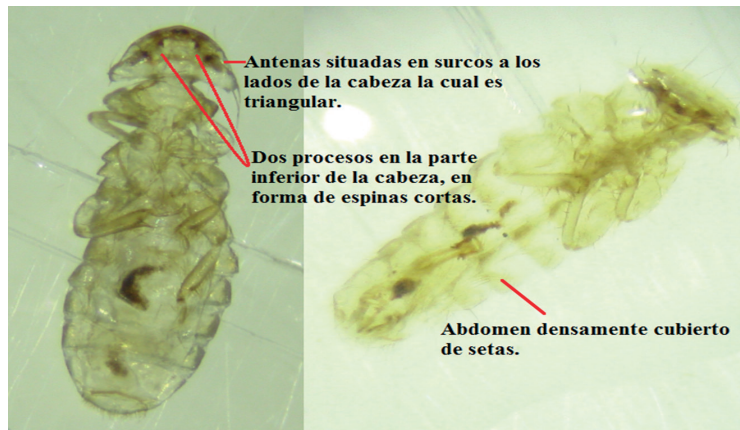 Antenas situadas en surcos a los
lados de la cabeza la cual es
triangular.
Dos procesos en la parte
inferior de la cabeza, en
forma de espinas cortas.
Abdomen densamente cubierto
de setas.